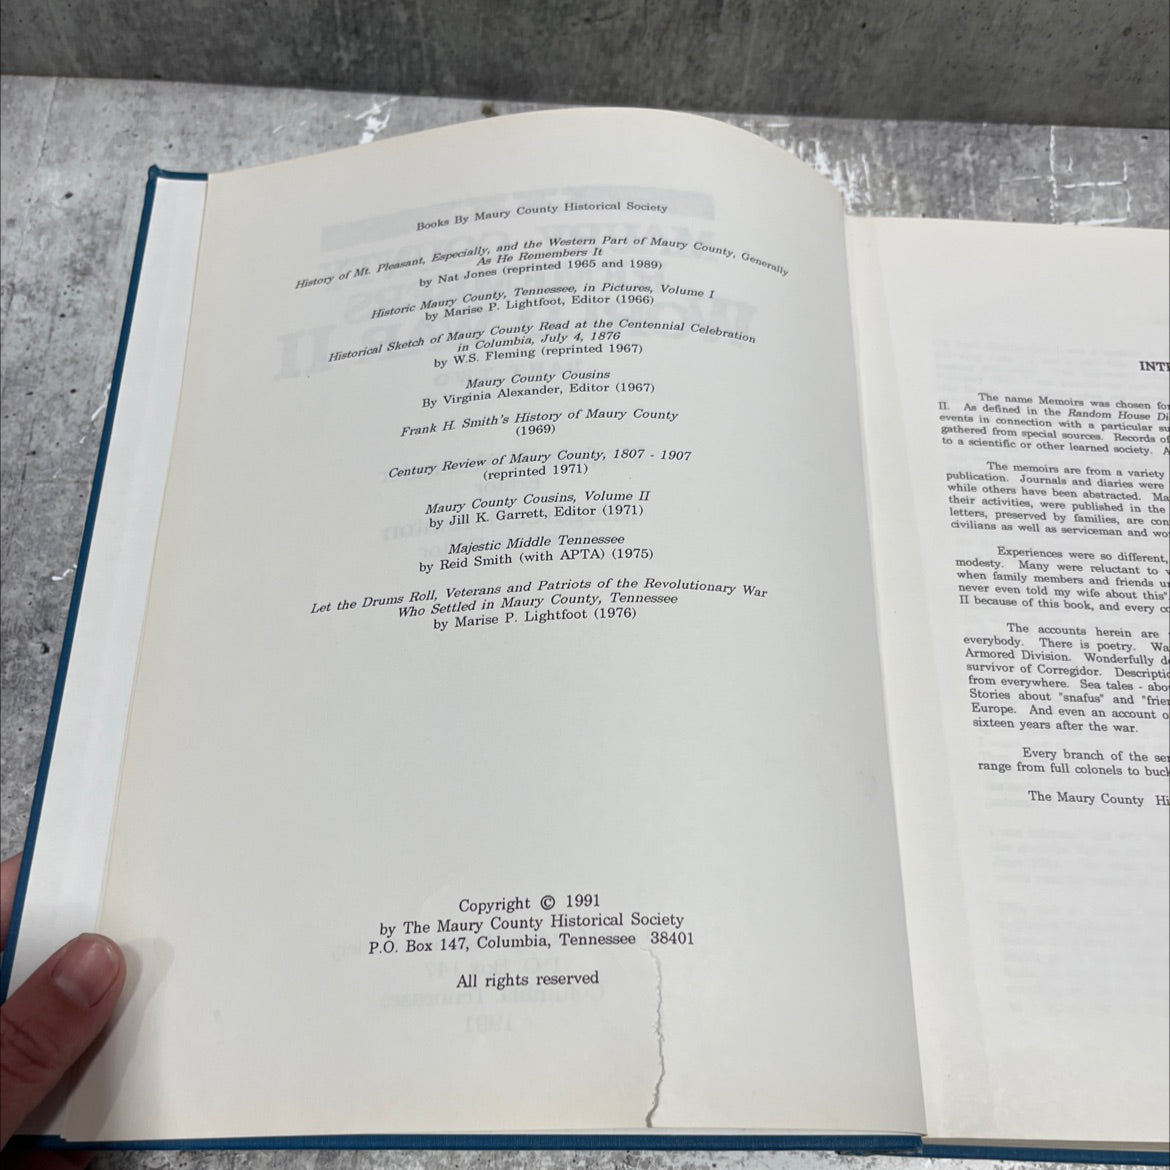 Books By Maury County Historical Society
History of Mt. Pleasant, Especially, and the Western Part of Maury County, Generally
As He Remembers It
by Nat Jones (reprinted 1965 and 1989)
Historic Maury County, Tennessee, in Pictures, Volume I
by Marise P. Lightfoot, Editor (1966)
Historical Sketch of Maury County Read at the Centennial Celebration
in Columbia, July 4, 1876
by W.S. Fleming (reprinted 1967)
Maury County Cousins
By Virginia Alexander, Editor (1967)
Frank H. Smith's History of Maury County
(1969)
Century Review of Maury County, 1807 - 1907
(reprinted 1971)
Maury County Cousins, Volume II
by Jill K. Garrett, Editor (1971)
Majestic Middle Tennessee
by Reid Smith (with APTA) (1975)
Let the Drums Roll, Veterans and Patriots of the Revolutionary War
Who Settled in Maury County, Tennessee
by Marise P. Lightfoot (1976)
Copyright © 1991
by The Maury County Historical Society
P.O. Box 147, Columbia, Tennessee 38401
All rights reserved
The name Memoirs was chosen for
II. As defined in the Random House
events in connection with a particular
gathered from special sources. Records of
to a scientific or other learned society.
The memoirs are from a variety
publication. Journals and diaries were
while others have been abstracted.
their activities, were published in the
letters, preserved by families, are
civilians as well as serviceman and
Experiences were so different,
modesty. Many were reluctant to
when family members and friends
never even told my wife about this"
II because of this book, and every
The accounts herein are
everybody. There is poetry.
Armored Division. Wonderfully
survivor of Corregidor.
from everywhere. Sea tales -
Stories about "snafus" and
Europe. And even an account
sixteen years after the war.
Every branch of the
range from full colonels to
The Maury County